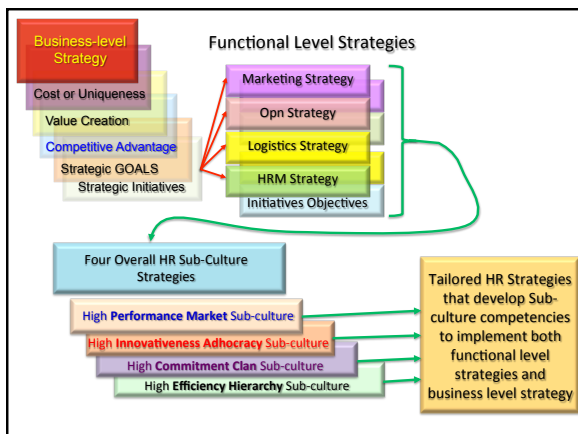 Business-level
Strategy
Cost or Uniqueness
Value Creation
Competitive Advantage
Strategic GOALS
Strategic Initiatives
Functional Level Strategies
Marketing Strategy
Opn Strategy
Logistics Strategy
HRM Strategy
Initiatives Objectives
Four Overall HR Sub-Culture
Strategies
High Performance Market Sub-culture
High Innovativeness Adhocracy Sub-culture
High Commitment Clan Sub-culture
High Efficiency Hierarchy Sub-culture
Tailored HR Strategies
that develop Sub-
culture competencies
to implement both
functional level
strategies and
business level strategy